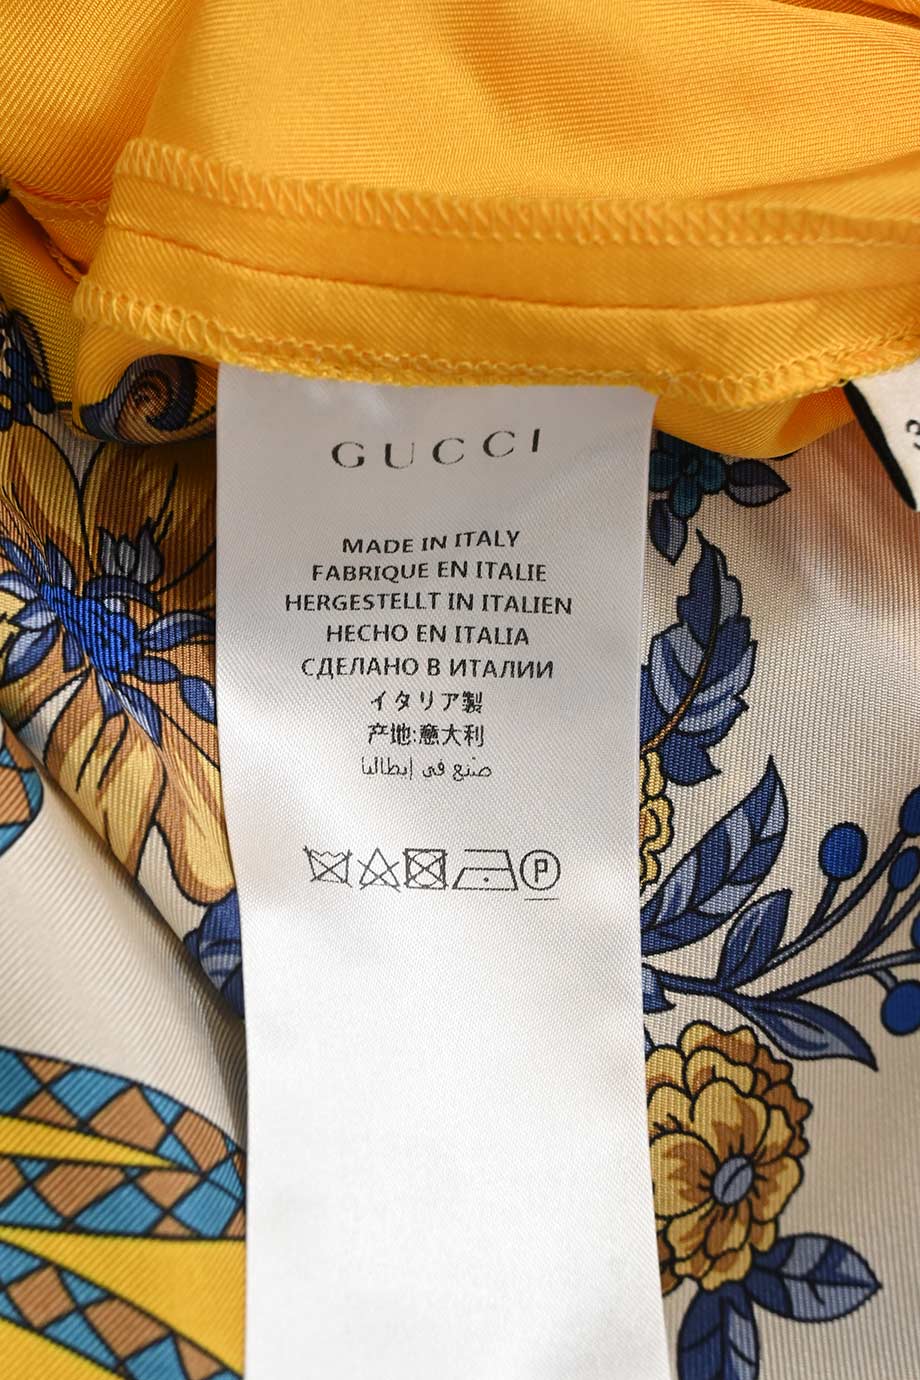 GUCCI
MADE IN ITALY
FABRIQUE EN ITALIE
HERGESTELLT IN ITALIEN
HECHO EN ITALIA
СДЕЛАНО В ИТАЛИИ
イタリア製
产地:意大利
صنع في إيطاليا
P
3